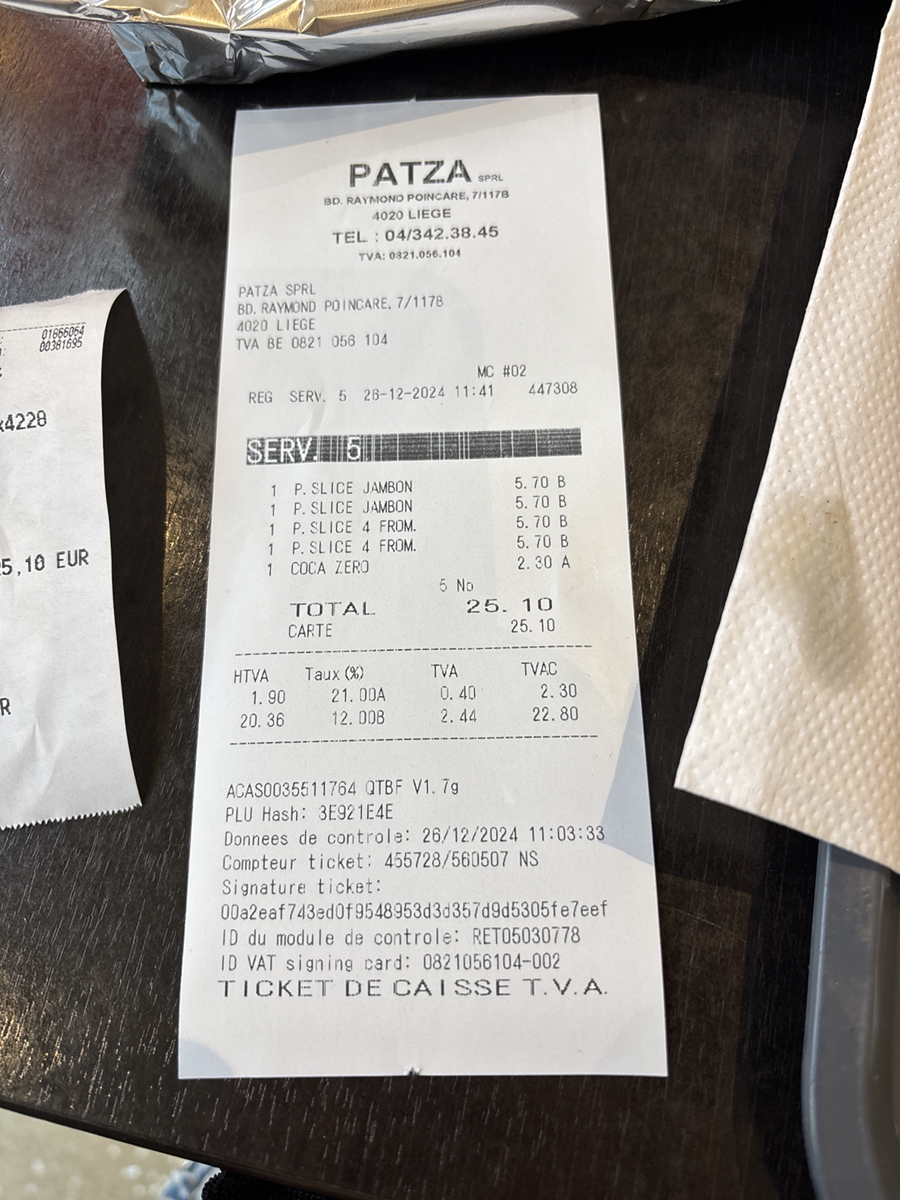 PATZA SPRL
BD. RAYMOND POINCARE, 7/117B
4020 LIEGE
TEL : 04/342.38.45
TVA: 0821.056.104
PATZA SPRL
BD. RAYMOND POINCARE, 7/117B
4020 LIEGE
TVA BE 0821 056 104
MC #02
REG SERV. 5 26-12-2024 11:41 447308
SERV. 5
1 P. SLICE JAMBON 5.70 B
1 P. SLICE JAMBON 5.70 B
1 P. SLICE 4 FROM. 5.70 B
1 P. SLICE 4 FROM. 5.70 B
1 COCA ZERO 2.30 A
5 No
TOTAL 25.10
CARTE 25.10
HTVA Taux(%) TVA TVAC
1.90 21.00A 0.40 2.30
20.36 12.00B 2.44 22.80
ACAS0035511764 QTBF V1.7g
PLU Hash: 3E921E4E
Donnees de controle: 26/12/2024 11:03:33
Compteur ticket: 455728/560507 NS
Signature ticket:
00a2eaf743ed0f9548953d3d357d9d5305fe7eef
ID du module de controle: RET05030778
ID VAT signing card: 0821056104-002
TICKET DE CAISSE T.V.A.
01866064
00381695
x4228
5,10 EUR
R